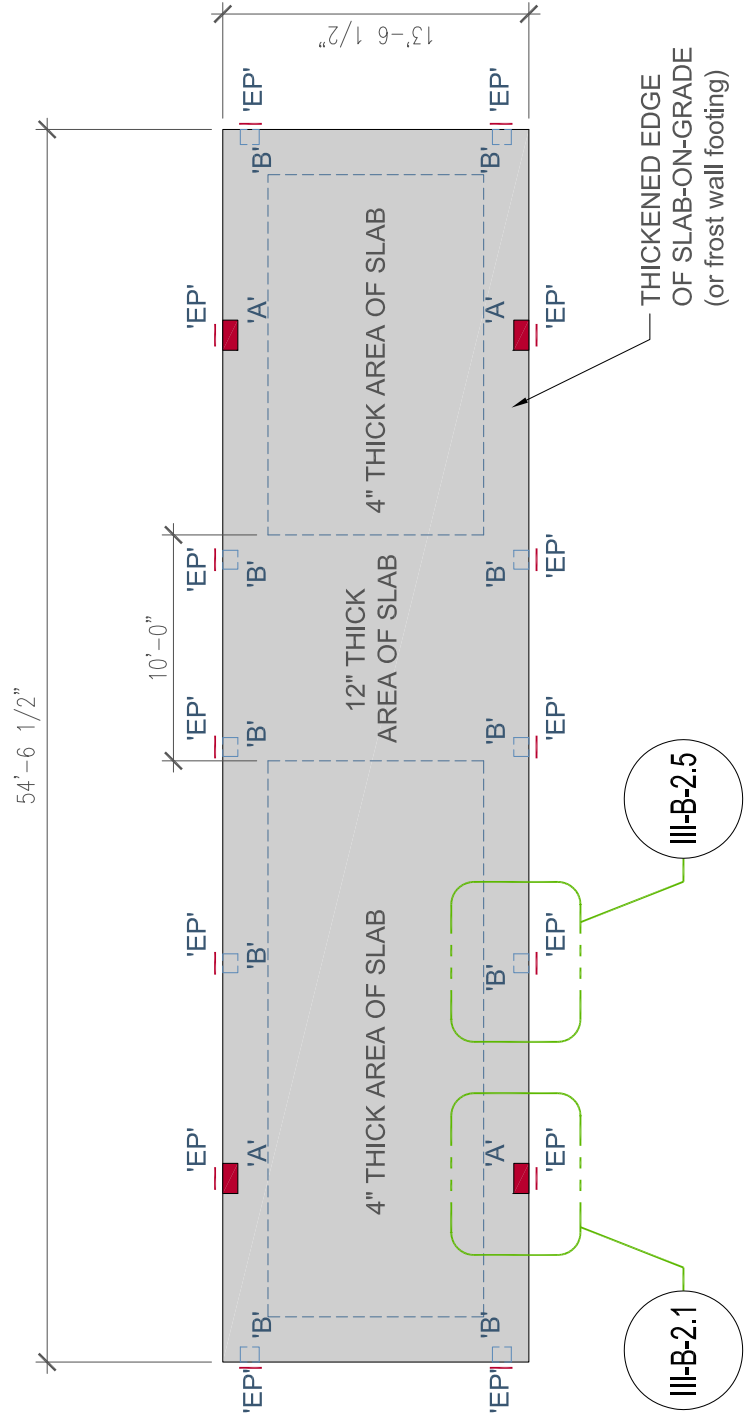 54'-6 1/2"
10'-0"
13'-6 1/2"
'EP'
'EP'
'EP'
'EP'
'EP'
'EP'
'B'
'A'
'B'
'B'
'B'
'A'
'B'
4" THICK AREA OF SLAB
12" THICK
AREA OF SLAB
4" THICK AREA OF SLAB
'B'
'A'
'B'
'B'
'B'
'A'
'B'
'EP'
'EP'
'EP'
'EP'
'EP'
'EP'
'EP'
III-B-2.1
III-B-2.5
THICKENED EDGE
OF SLAB-ON-GRADE
(or frost wall footing)